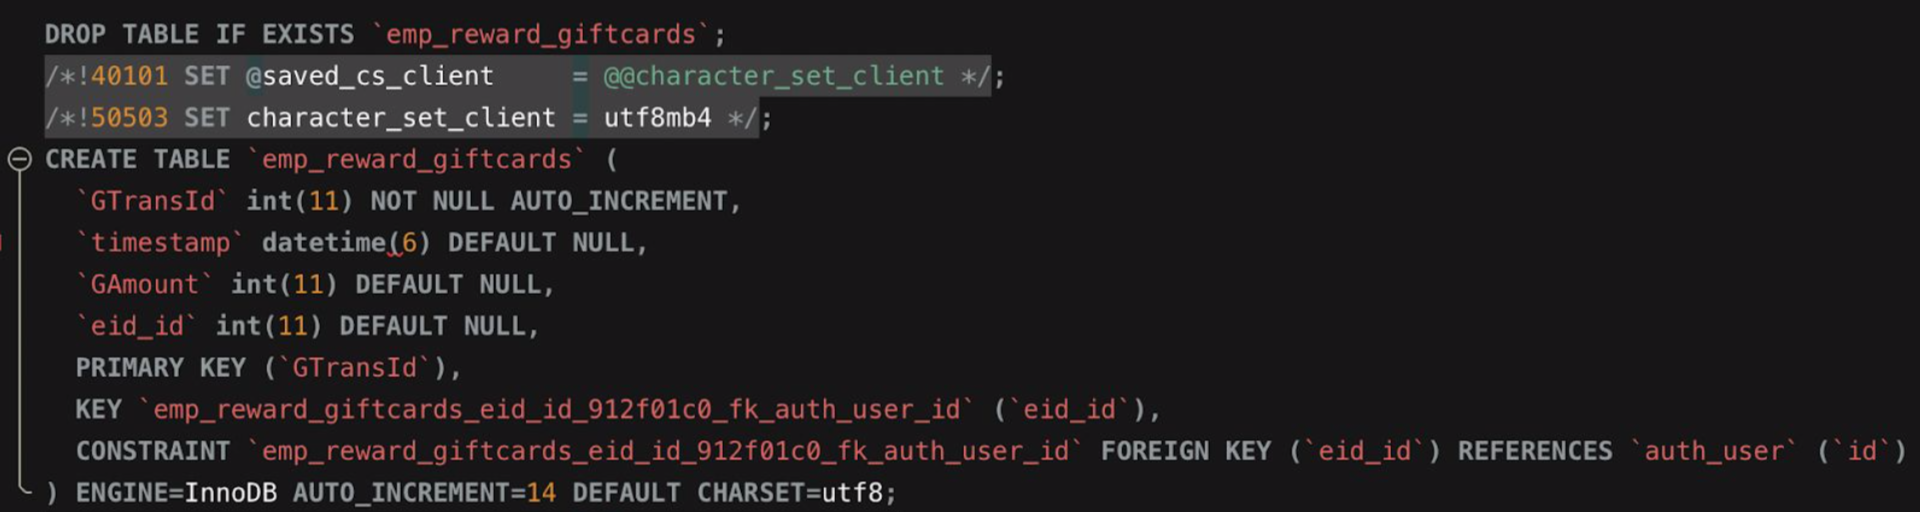 DROP TABLE IF EXISTS `emp_reward_giftcards`;
/*!40101 SET @saved_cs_client     = @@character_set_client */;
/*!50503 SET character_set_client = utf8mb4 */;
CREATE TABLE `emp_reward_giftcards` (
  `GTransId` int(11) NOT NULL AUTO_INCREMENT,
  `timestamp` datetime(6) DEFAULT NULL,
  `GAmount` int(11) DEFAULT NULL,
  `eid_id` int(11) DEFAULT NULL,
  PRIMARY KEY (`GTransId`),
  KEY `emp_reward_giftcards_eid_id_912f01c0_fk_auth_user_id` (`eid_id`),
  CONSTRAINT `emp_reward_giftcards_eid_id_912f01c0_fk_auth_user_id` FOREIGN KEY (`eid_id`) REFERENCES `auth_user` (`id`)
) ENGINE=InnoDB AUTO_INCREMENT=14 DEFAULT CHARSET=utf8;